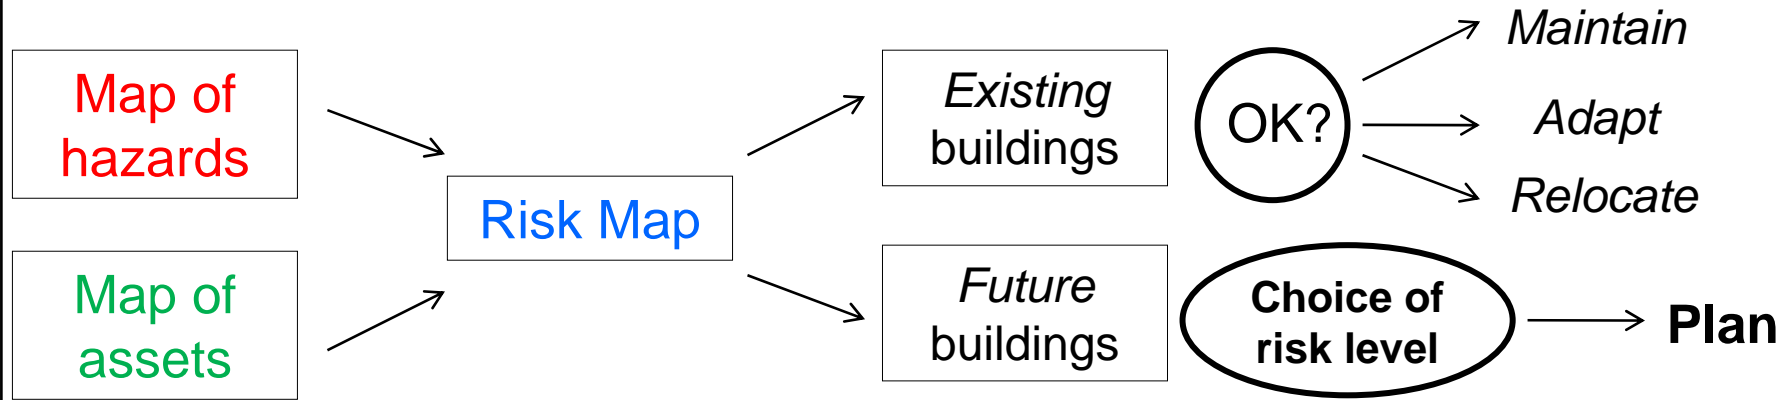 Map of
hazards
Map of
assets
Risk Map
Existing
buildings
OK?
Maintain
Adapt
Relocate
Future
buildings
Choice of
risk level
Plan